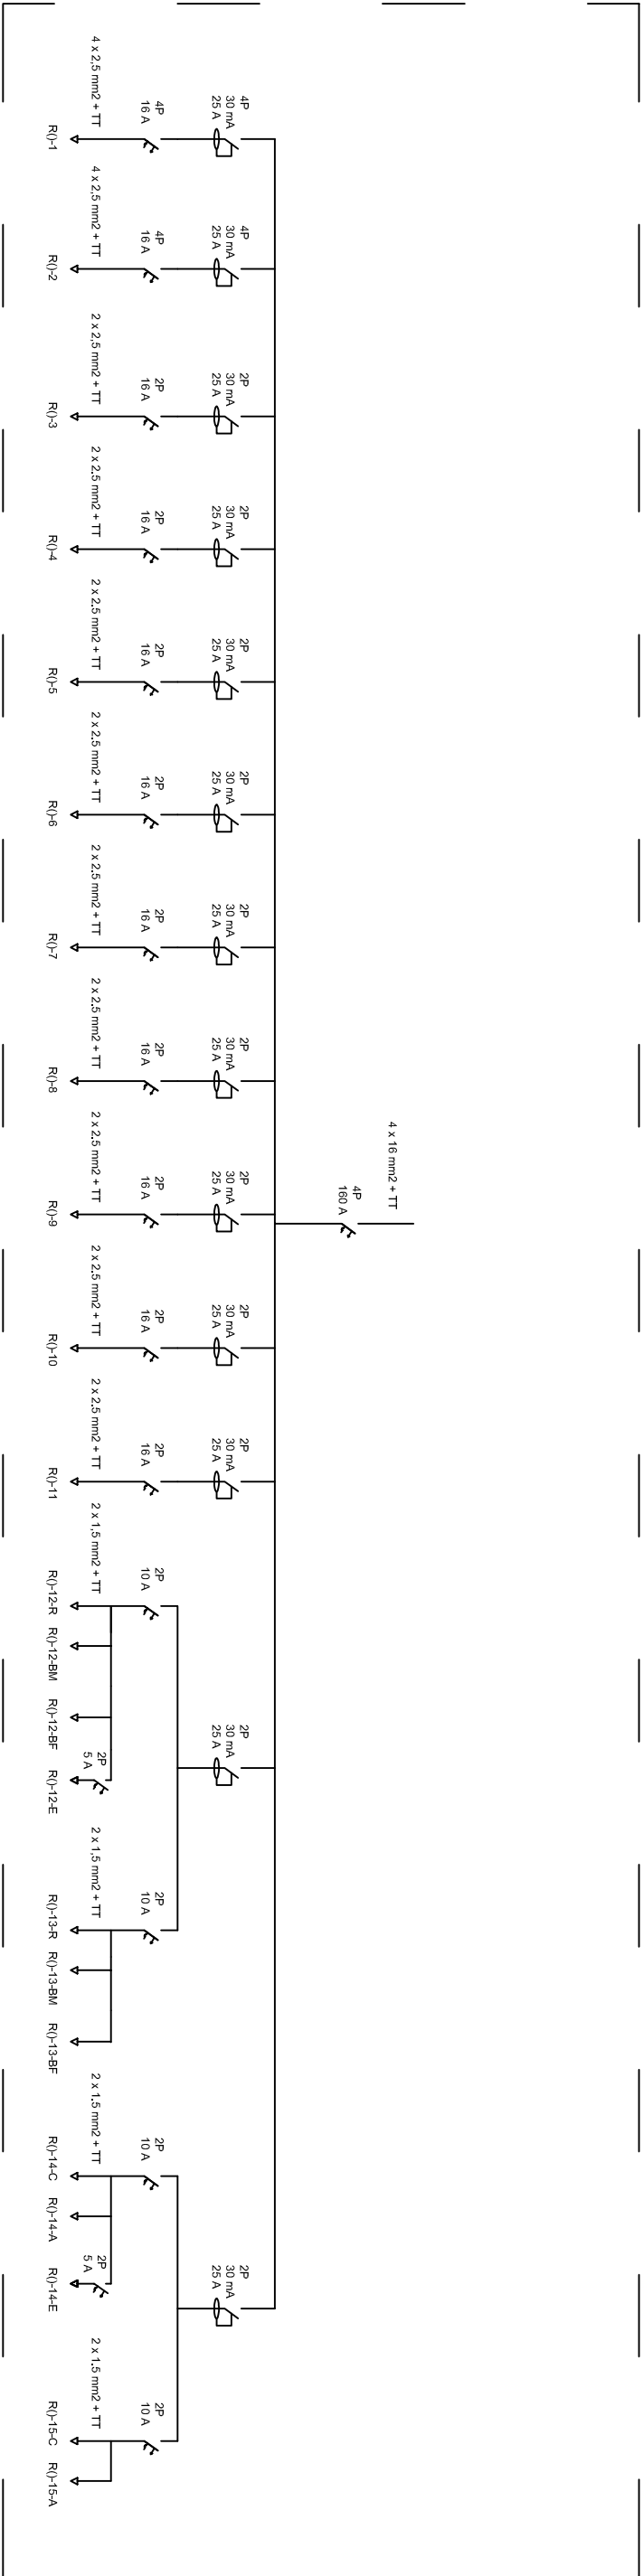 4 x 16 mm2 + TT
4P
160 A
4P
30 mA
25 A
4P
16 A
4 x 2,5 mm2 + TT
R()-1
4P
30 mA
25 A
4P
16 A
4 x 2,5 mm2 + TT
R()-2
2P
30 mA
25 A
2P
16 A
2 x 2,5 mm2 + TT
R()-3
2P
30 mA
25 A
2P
16 A
2 x 2.5 mm2 + TT
R()-4
2P
30 mA
25 A
2P
16 A
2 x 2.5 mm2 + TT
R()-5
2P
30 mA
25 A
2P
16 A
2 x 2.5 mm2 + TT
R()-6
2P
30 mA
25 A
2P
16 A
2 x 2.5 mm2 + TT
R()-7
2P
30 mA
25 A
2P
16 A
2 x 2.5 mm2 + TT
R()-8
2P
30 mA
25 A
2P
16 A
2 x 2.5 mm2 + TT
R()-9
2P
30 mA
25 A
2P
16 A
2 x 2.5 mm2 + TT
R()-10
2P
30 mA
25 A
2P
16 A
2 x 2.5 mm2 + TT
R()-11
2P
30 mA
25 A
2P
10 A
2 x 1,5 mm2 + TT
R()-12-R
R()-12-BM
R()-12-BF
2P
5 A
R()-12-E
2P
10 A
2 x 1,5 mm2 + TT
R()-13-R
R()-13-BM
R()-13-BF
2P
30 mA
25 A
2P
10 A
2 x 1.5 mm2 + TT
R()-14-C
R()-14-A
2P
5 A
R()-14-E
2P
10 A
2 x 1.5 mm2 + TT
R()-15-C
R()-15-A